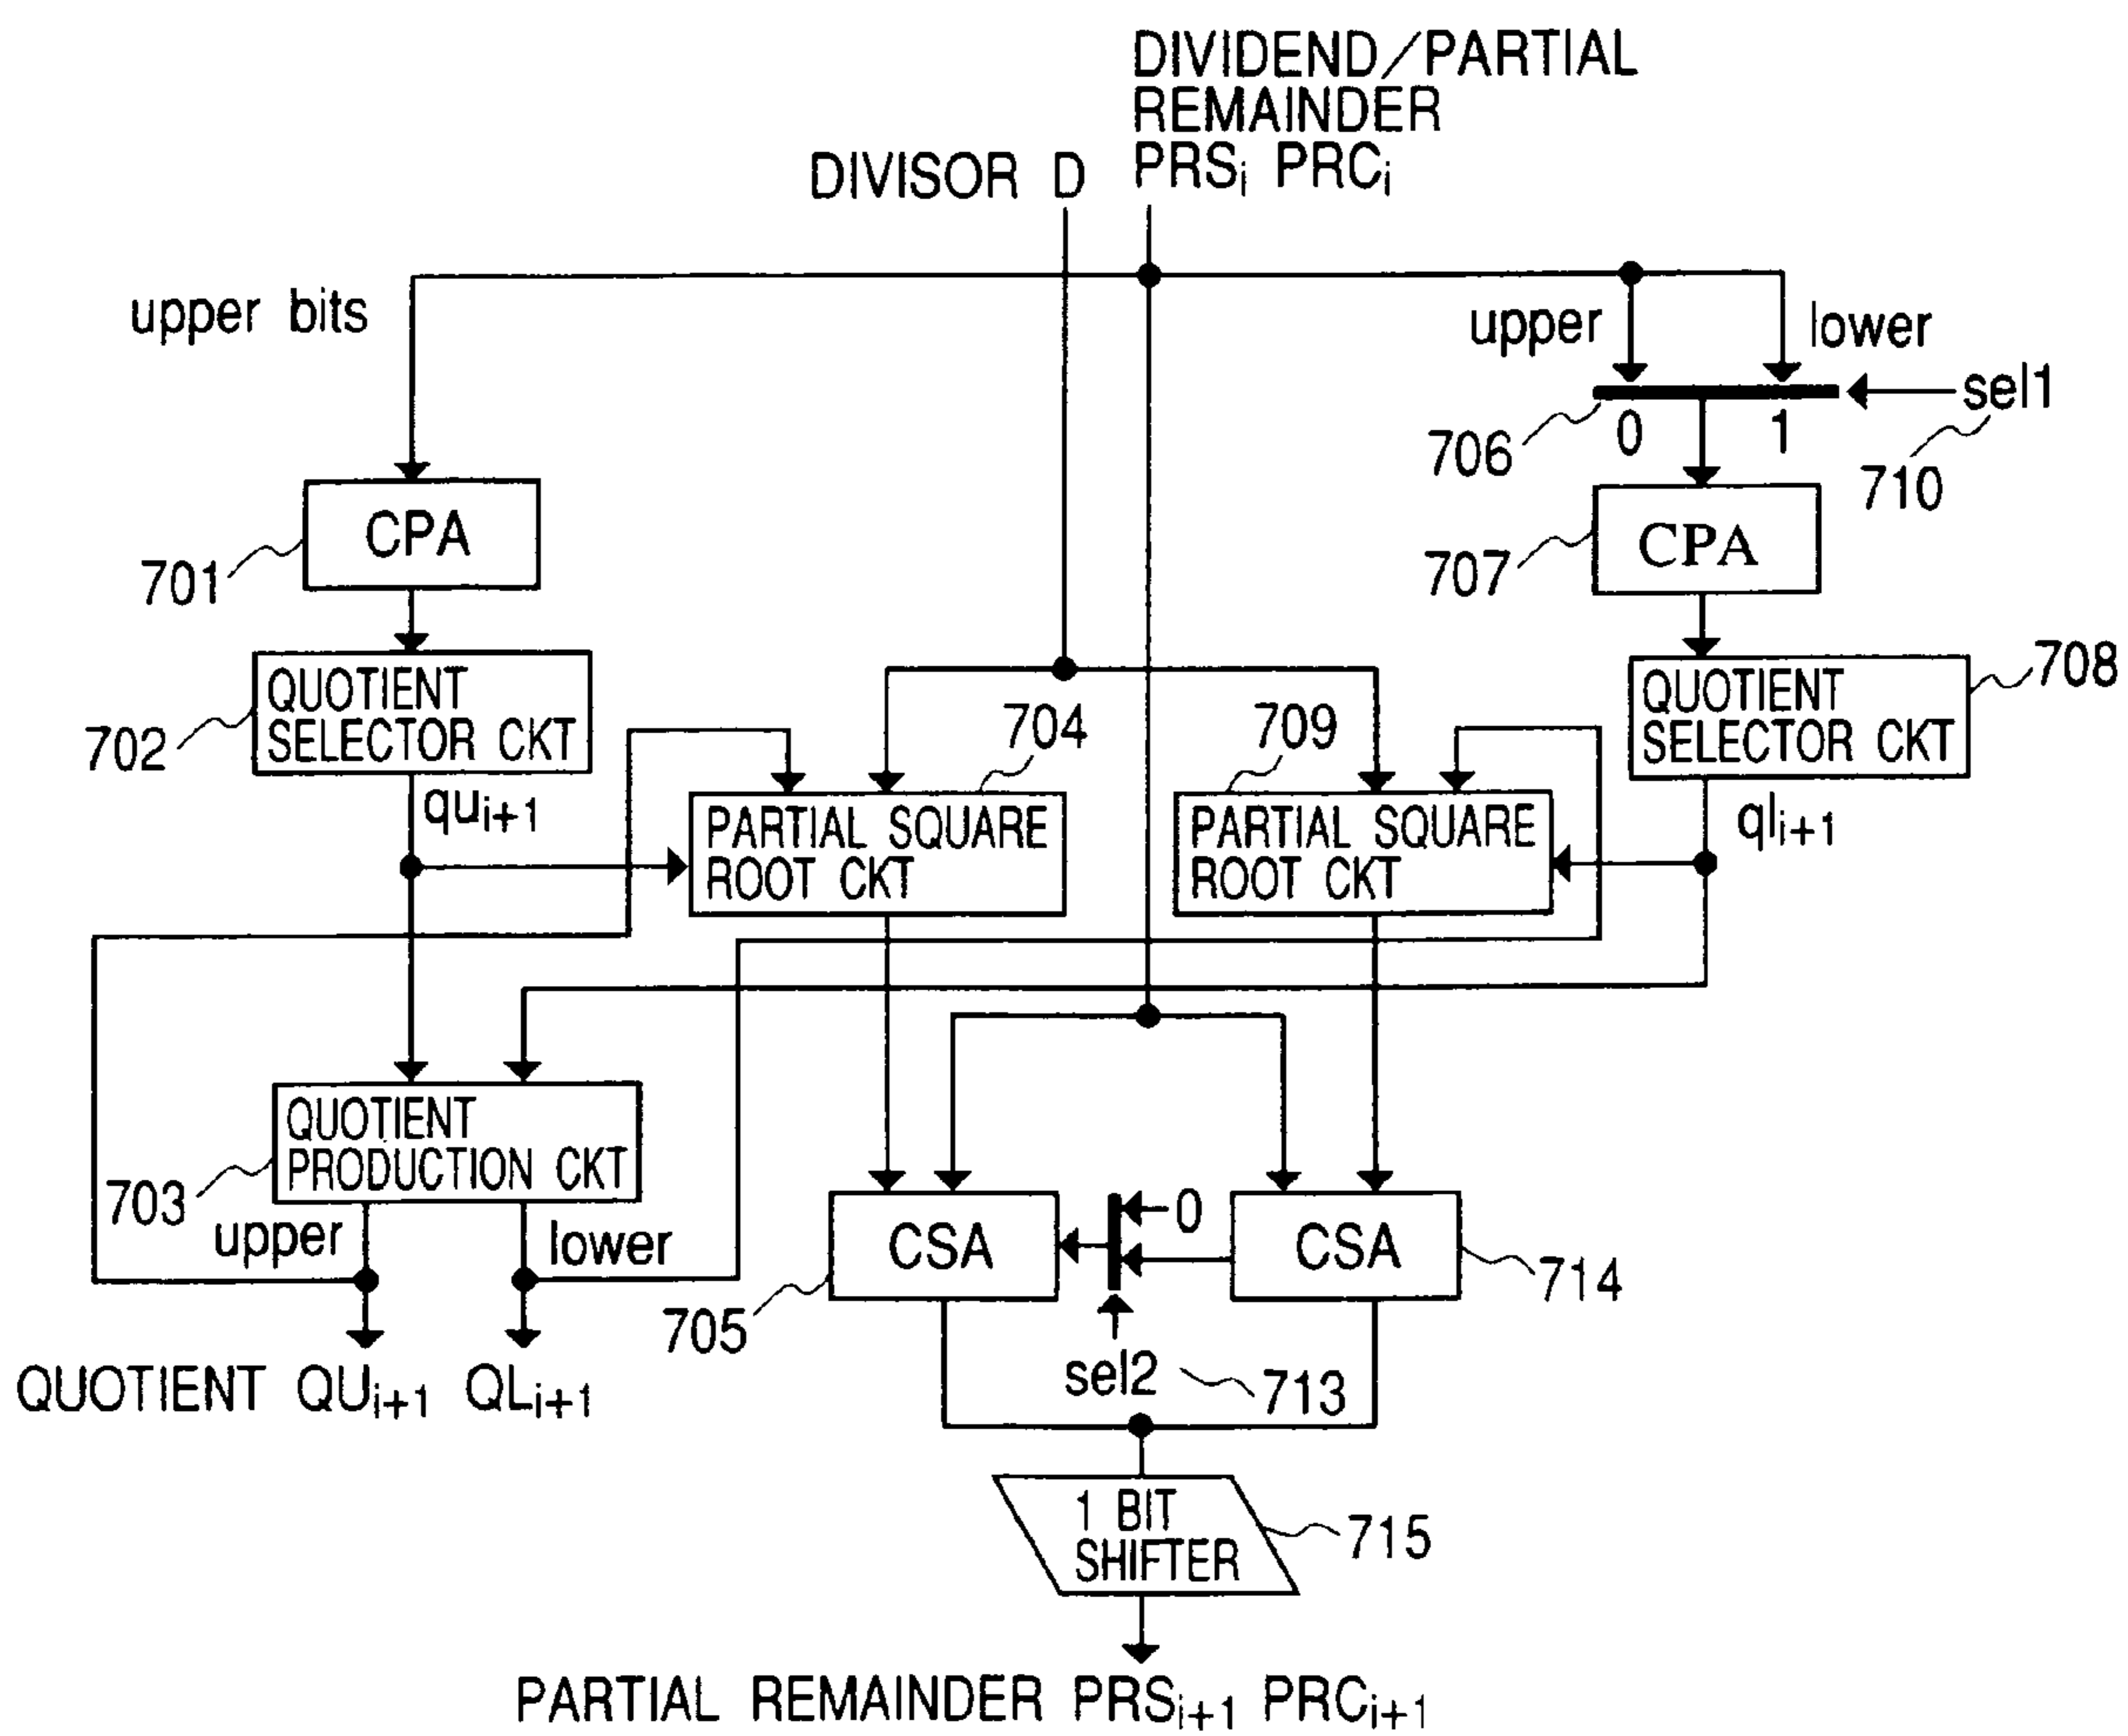 DIVIDEND/PARTIAL
REMAINDER
PRSi PRCi
DIVISOR D
upper bits
upper
lower
sel1
0
1
706
710
CPA
701
CPA
707
QUOTIENT
SELECTOR CKT
702
QUOTIENT
SELECTOR CKT
708
704
709
qui+1
qli+1
PARTIAL SQUARE
ROOT CKT
PARTIAL SQUARE
ROOT CKT
QUOTIENT
PRODUCTION CKT
703
upper
lower
CSA
705
0
CSA
714
sel2
713
QUOTIENT QUi+1 QLi+1
1 BIT
SHIFTER
715
PARTIAL REMAINDER PRSi+1 PRCi+1